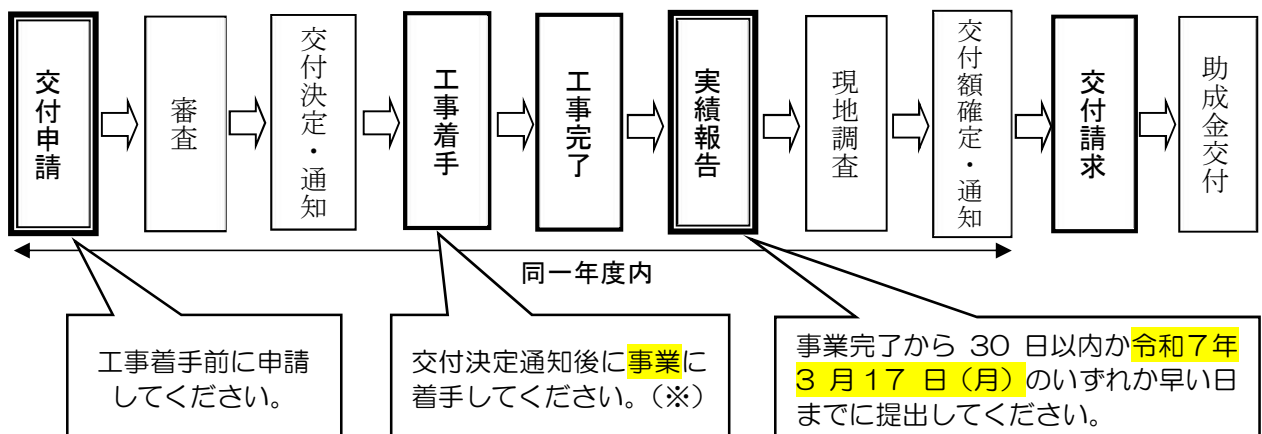 交付申請
審査
交付決定・通知
工事着手
工事完了
実績報告
現地調査
交付額確定・通知
交付請求
助成金交付
同一年度内
工事着手前に申請
してください。
交付決定通知後に事業に
着手してください。（※）
事業完了から 30 日以内か令和７年
３ 月１７ 日（月）のいずれか早い日
までに提出してください。